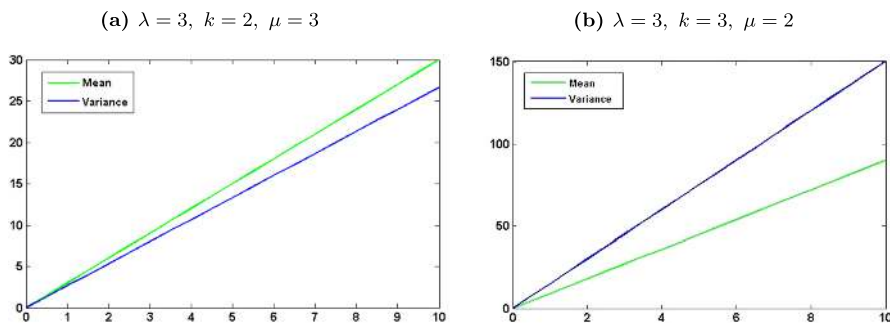 (a) λ = 3, k = 2, μ = 3
30
25
20
15
10
5
0
Mean
Variance
0 1 2 3 4 5 6 7 8 9 10
(b) λ = 3, k = 3, μ = 2
150
100
50
0
Mean
Variance
0 2 4 6 8 10